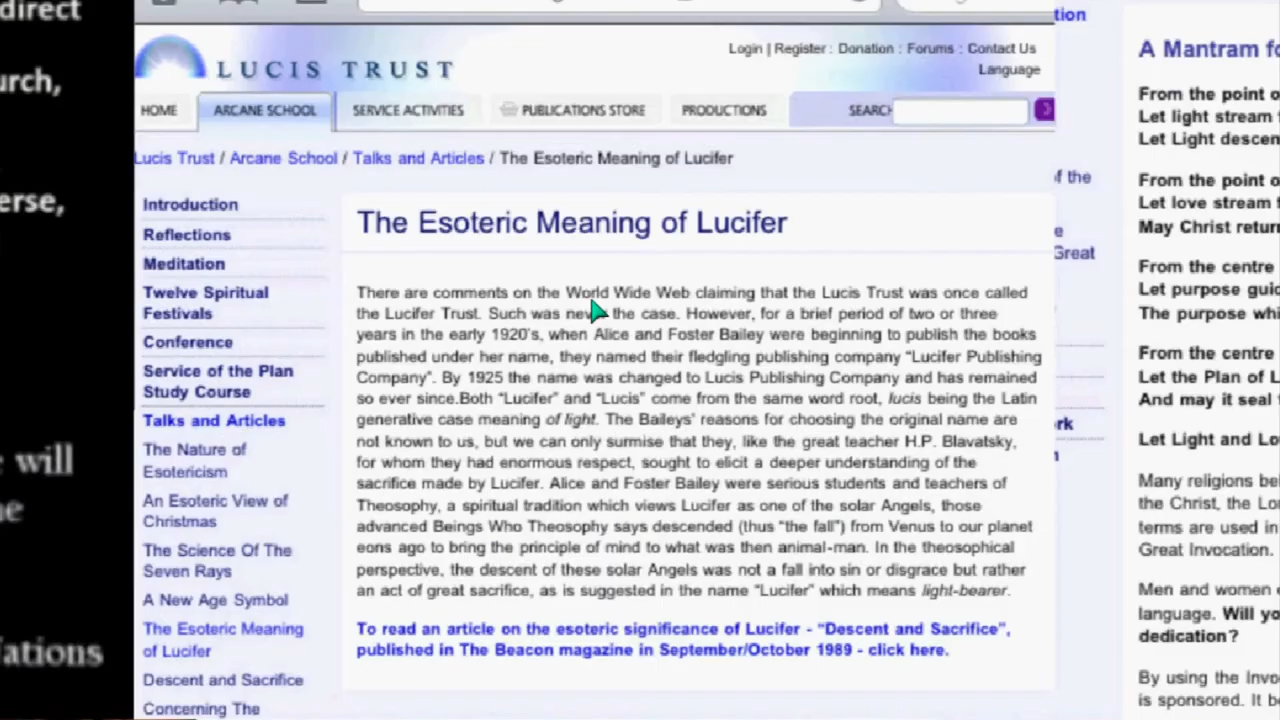 direct
urch,
erse,
will
ne
ations
LUCIS TRUST
Login | Register : Donation : Forums : Contact Us
Language
HOME
ARCANE SCHOOL
SERVICE ACTIVITIES
PUBLICATIONS STORE
PRODUCTIONS
SEARCH
Lucis Trust / Arcane School / Talks and Articles / The Esoteric Meaning of Lucifer
Introduction
Reflections
Meditation
Twelve Spiritual
Festivals
Conference
Service of the Plan
Study Course
Talks and Articles
The Nature of
Esotericism
An Esoteric View of
Christmas
The Science Of The
Seven Rays
A New Age Symbol
The Esoteric Meaning
of Lucifer
Descent and Sacrifice
Concerning The
The Esoteric Meaning of Lucifer
There are comments on the World Wide Web claiming that the Lucis Trust was once called
the Lucifer Trust. Such was never the case. However, for a brief period of two or three
years in the early 1920's, when Alice and Foster Bailey were beginning to publish the books
published under her name, they named their fledgling publishing company “Lucifer Publishing
Company”. By 1925 the name was changed to Lucis Publishing Company and has remained
so ever since.Both “Lucifer” and “Lucis” come from the same word root, lucis being the Latin
generative case meaning of light. The Baileys' reasons for choosing the original name are
not known to us, but we can only surmise that they, like the great teacher H.P. Blavatsky,
for whom they had enormous respect, sought to elicit a deeper understanding of the
sacrifice made by Lucifer. Alice and Foster Bailey were serious students and teachers of
Theosophy, a spiritual tradition which views Lucifer as one of the solar Angels, those
advanced Beings Who Theosophy says descended (thus “the fall”) from Venus to our planet
eons ago to bring the principle of mind to what was then animal-man. In the theosophical
perspective, the descent of these solar Angels was not a fall into sin or disgrace but rather
an act of great sacrifice, as is suggested in the name “Lucifer” which means light-bearer.
To read an article on the esoteric significance of Lucifer - “Descent and Sacrifice”,
published in The Beacon magazine in September/October 1989 - click here.
tion
of the
e
Great
rk
A Mantram fo
From the point o
Let light stream f
Let Light descen
From the point o
Let love stream f
May Christ return
From the centre
Let purpose guid
The purpose whi
From the centre
Let the Plan of L
And may it seal t
Let Light and Lo
Many religions bel
the Christ, the Lo
terms are used in
Great Invocation.
Men and women o
language. Will yo
dedication?
By using the Invo
is sponsored. It b